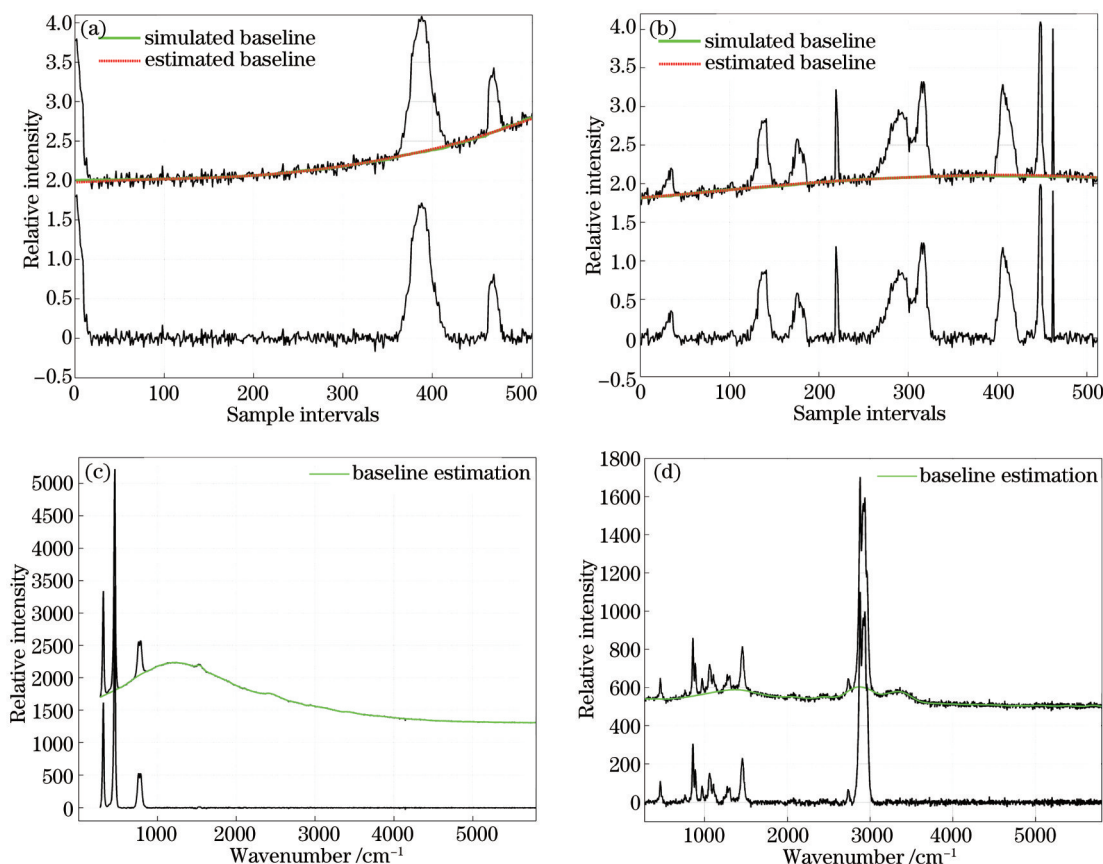 (a)
simulated baseline
estimated baseline
4.0
3.5
3.0
2.5
2.0
1.5
1.0
0.5
0
−0.5
Relative intensity
0 100 200 300 400 500
Sample intervals
(b)
simulated baseline
estimated baseline
4.0
3.5
3.0
2.5
2.0
1.5
1.0
0.5
0
−0.5
Relative intensity
0 100 200 300 400 500
Sample intervals
(c)
baseline estimation
5000
4500
4000
3500
3000
2500
2000
1500
1000
500
0
Relative intensity
1000 2000 3000 4000 5000
Wavenumber /cm⁻¹
(d)
baseline estimation
1800
1600
1400
1200
1000
800
600
400
200
0
Relative intensity
1000 2000 3000 4000 5000
Wavenumber /cm⁻¹